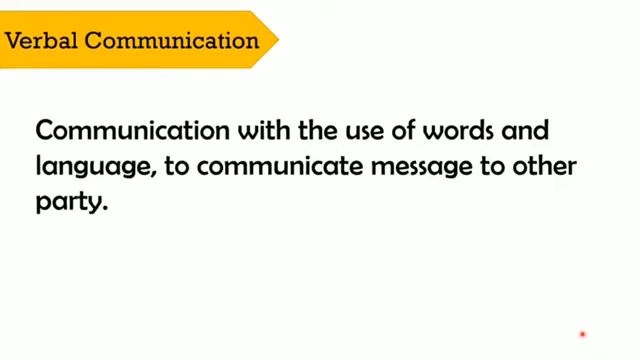 Verbal Communication
Communication with the use of words and
language, to communicate message to other
party.